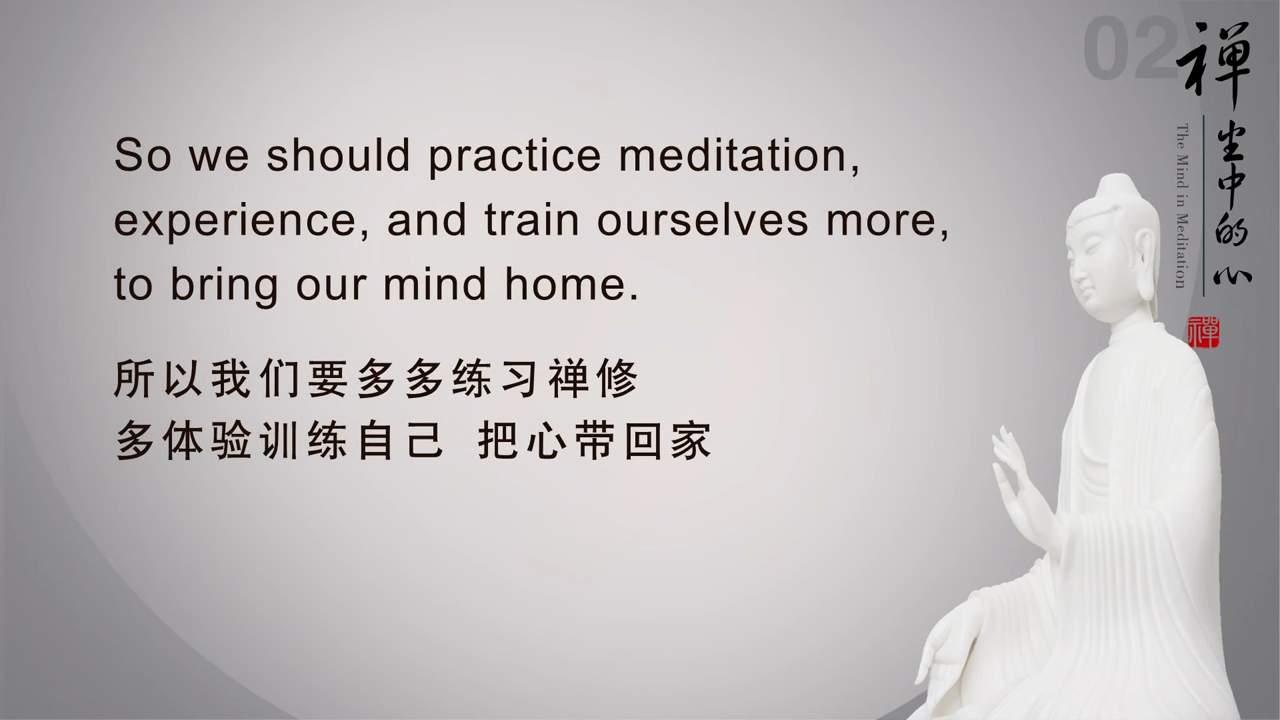 So we should practice meditation,
experience, and train ourselves more,
to bring our mind home.
所以我们要多多练习禅修
多体验训练自己 把心带回家
02
禅
坐中的心
The Mind in Meditation
禪